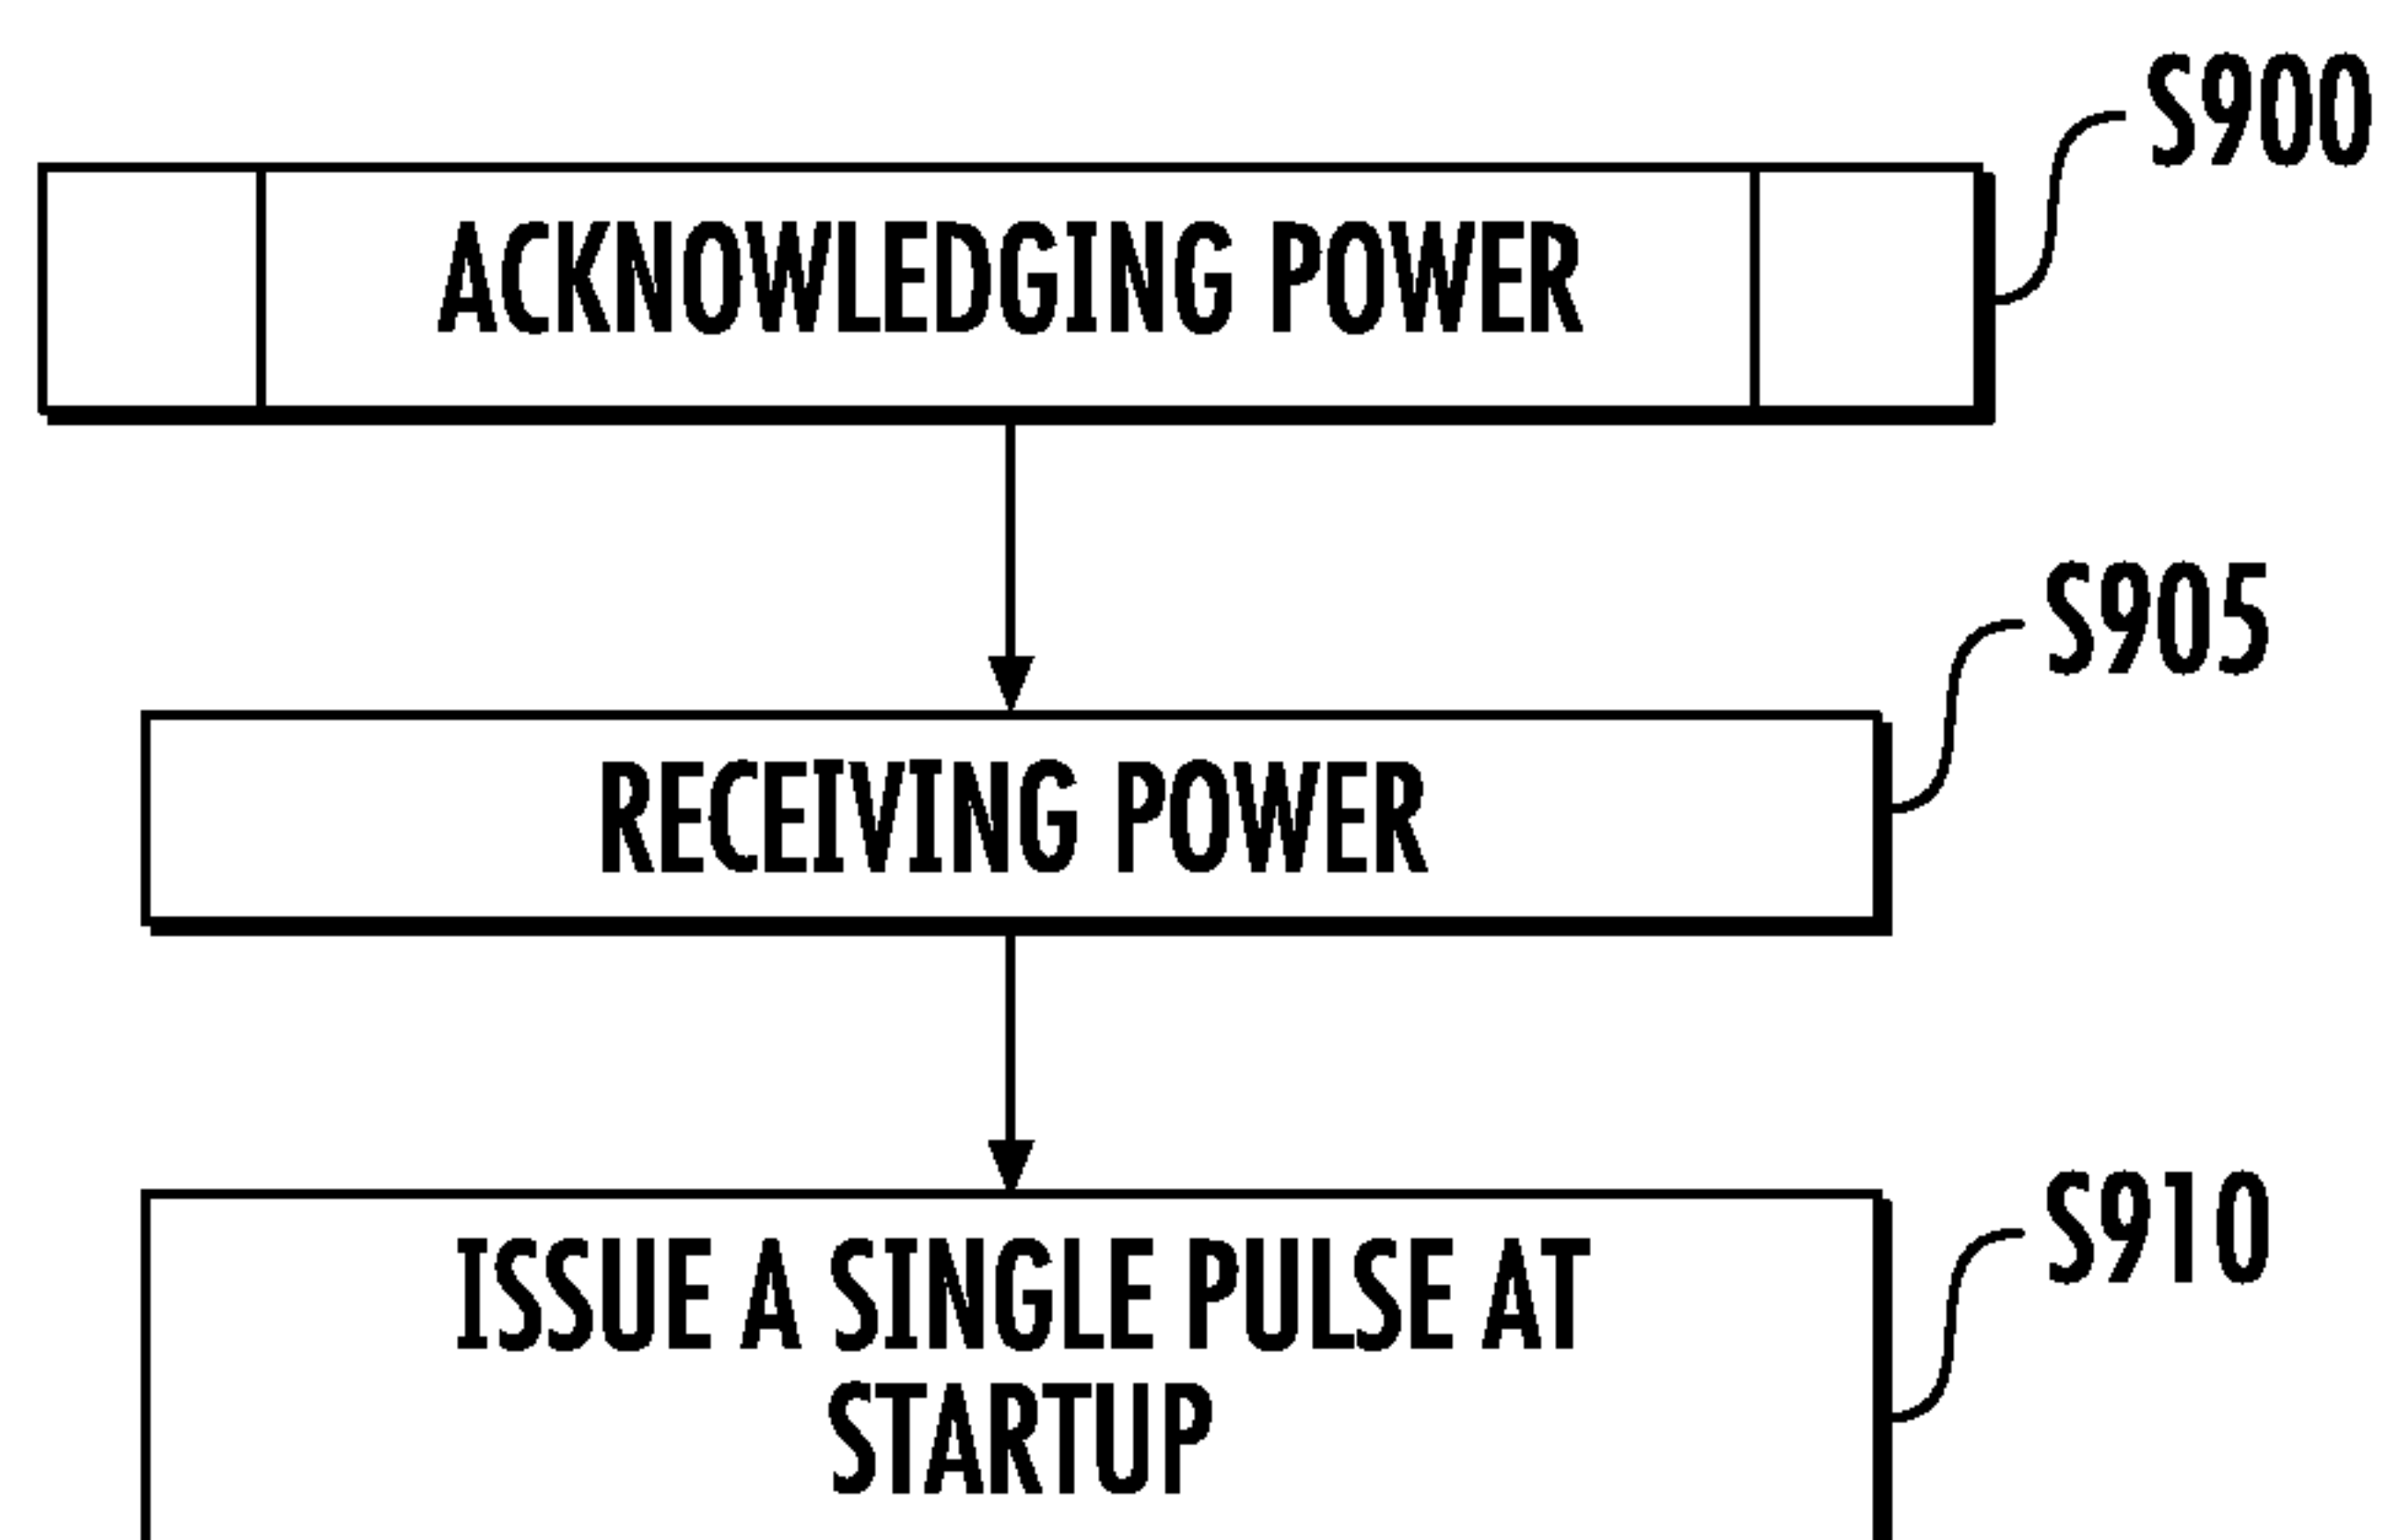 S900
ACKNOWLEDGING POWER
S905
RECEIVING POWER
S910
ISSUE A SINGLE PULSE AT
STARTUP